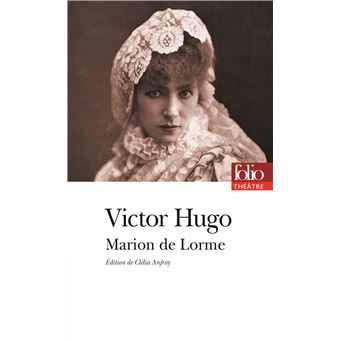 folio
THÉÂTRE
Victor Hugo
Marion de Lorme
Édition de Clélia Anfray